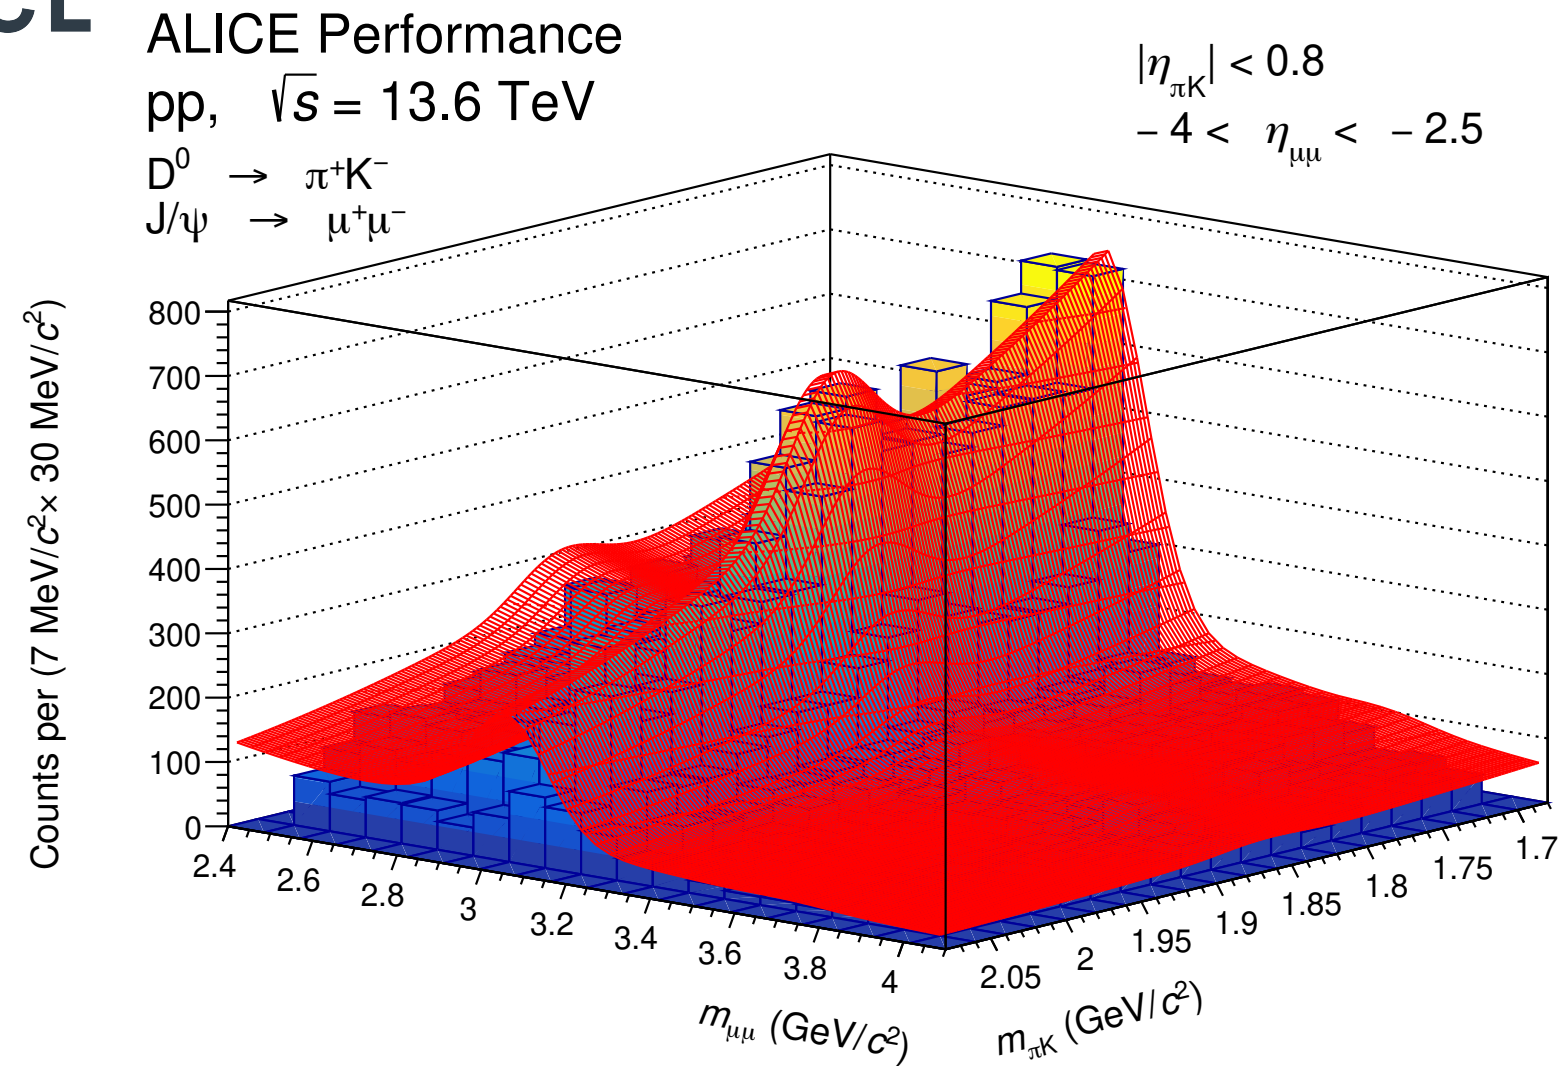 ALICE Performance
pp, √s = 13.6 TeV
D⁰ → π⁺K⁻
J/ψ → μ⁺μ⁻
|η_πK| < 0.8
− 4 < η_μμ < − 2.5
Counts per (7 MeV/c² × 30 MeV/c²)
800
700
600
500
400
300
200
100
0
2.4
2.6
2.8
3
3.2
3.4
3.6
3.8
4
m_μμ (GeV/c²)
2.05
2
1.95
1.9
1.85
1.8
1.75
1.7
m_πK (GeV/c²)